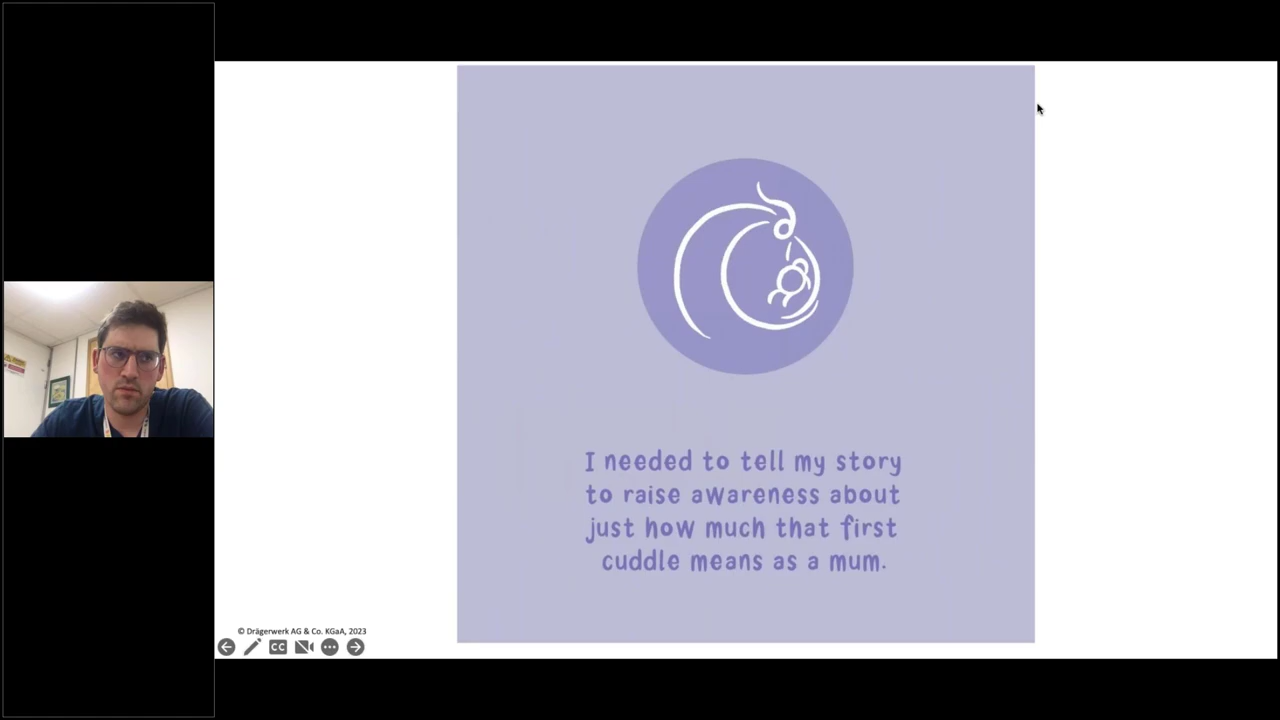 I needed to tell my story
to raise awareness about
just how much that first
cuddle means as a mum.
© Drägerwerk AG & Co. KGaA, 2023
CC